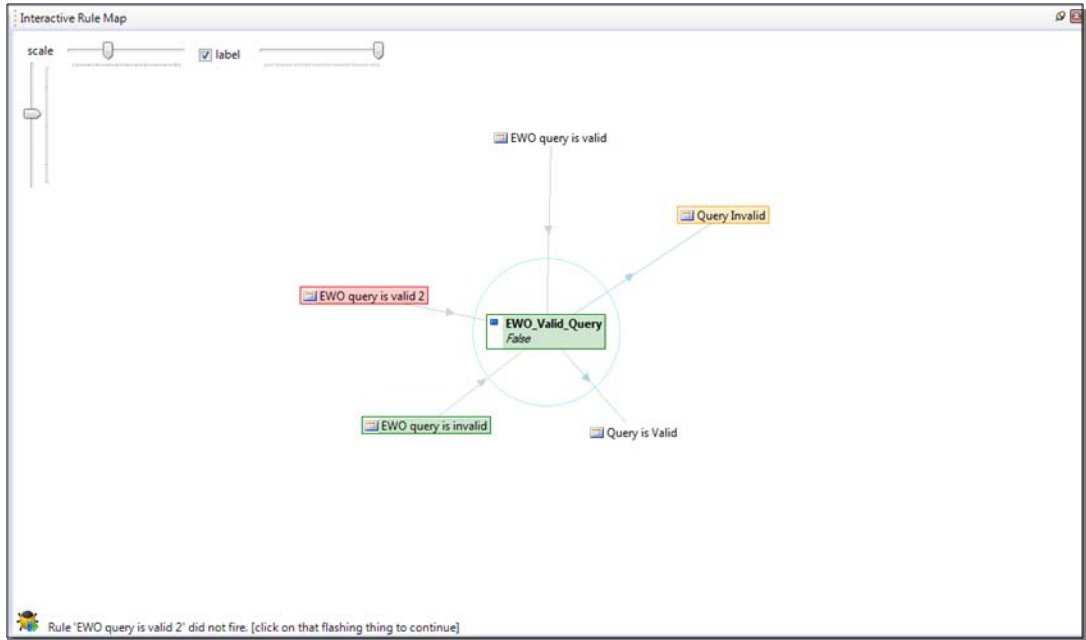 Interactive Rule Map
scale
label
EWO query is valid
Query Invalid
EWO query is valid 2
EWO_Valid_Query
False
EWO query is invalid
Query is Valid
Rule 'EWO query is valid 2' did not fire. [click on that flashing thing to continue]